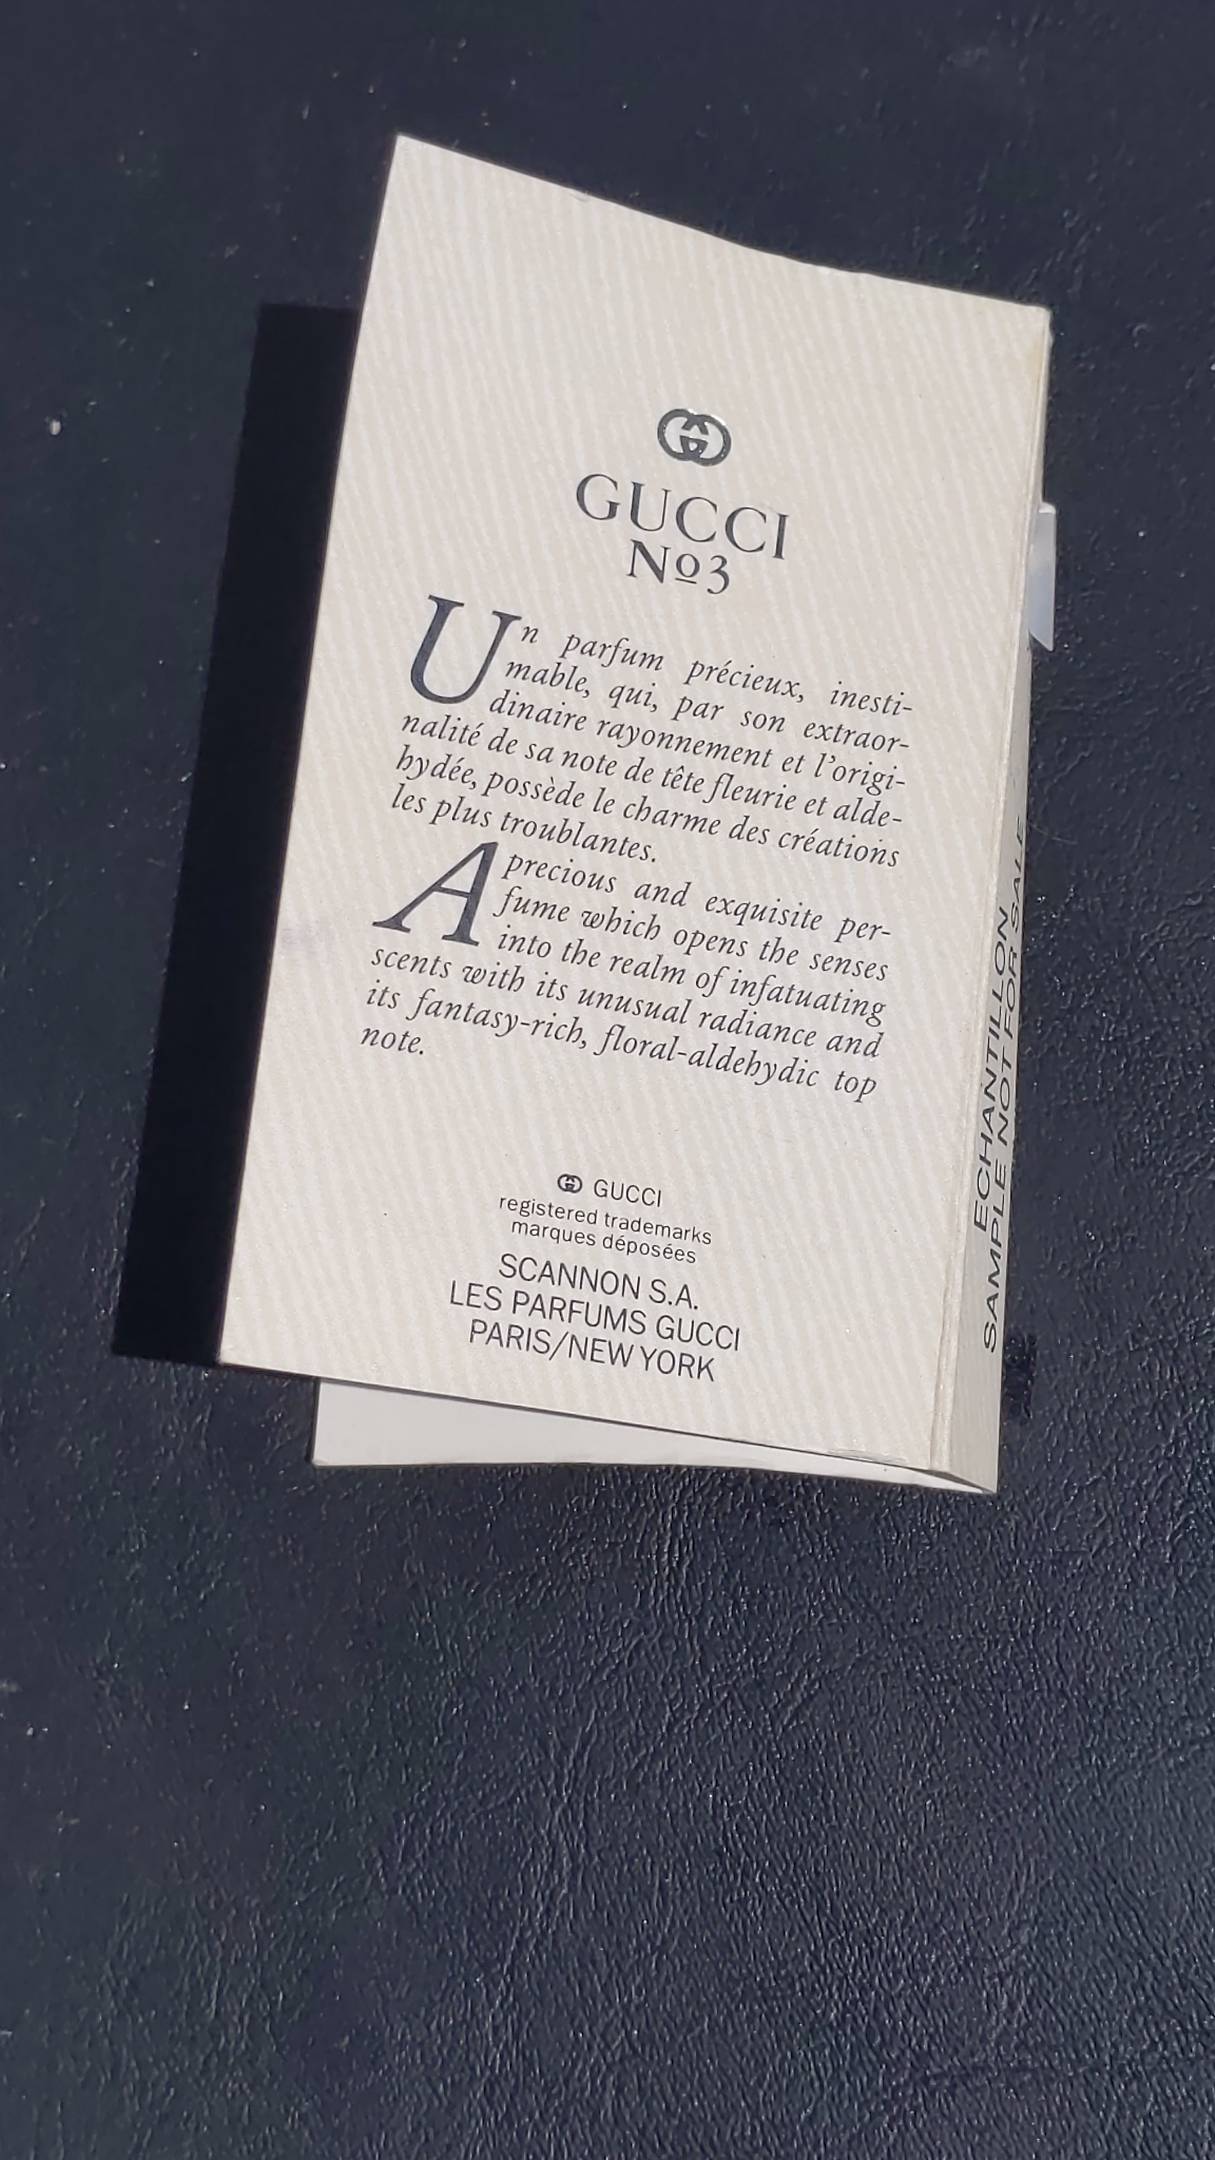 GUCCI
Nº3
Un parfum précieux, inesti-
mable, qui, par son extraor-
dinaire rayonnement et l'origi-
nalité de sa note de tête fleurie et alde-
hydée, possède le charme des créations
les plus troublantes.
A precious and exquisite per-
fume which opens the senses
into the realm of infatuating
scents with its unusual radiance and
its fantasy-rich, floral-aldehydic top
note.
GUCCI
registered trademarks
marques déposées
SCANNON S.A.
LES PARFUMS GUCCI
PARIS/NEW YORK
ECHANTILLON
SAMPLE NOT FOR SALE